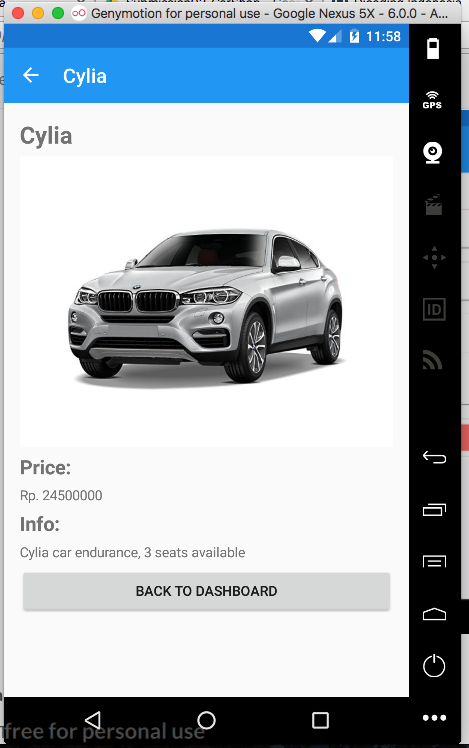 Genymotion for personal use - Google Nexus 5X - 6.0.0 - A...
11:58
Cylia
GPS
Cylia
ID
Price:
Rp. 24500000
Info:
Cylia car endurance, 3 seats available
BACK TO DASHBOARD
free for personal use